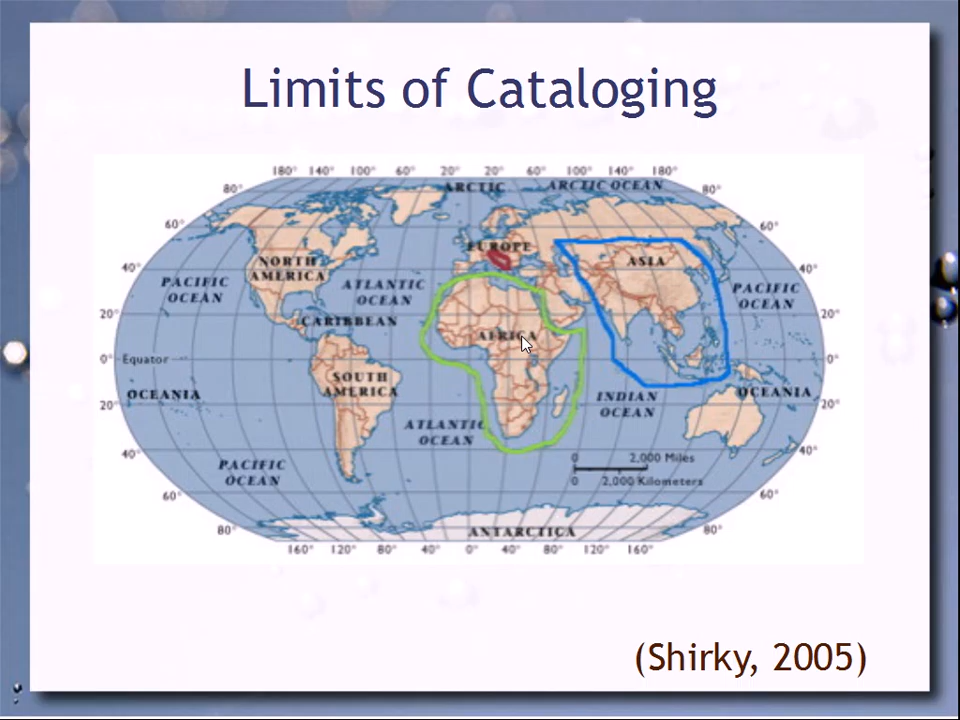 Limits of Cataloging
180° 140° 100° 60° 20° 20° 60° 100° 140° 180°
80° ARCTIC ARCTIC OCEAN 80°
60° 60°
EUROPE
NORTH AMERICA
ASIA
40° 40°
PACIFIC OCEAN
ATLANTIC OCEAN
PACIFIC OCEAN
20° 20°
CARIBBEAN
AFRICA
0° Equator 0°
SOUTH AMERICA
OCEANIA
INDIAN OCEAN
OCEANIA
20° 20°
ATLANTIC OCEAN
40° 40°
PACIFIC OCEAN
0 2,000 Miles
0 2,000 Kilometers
60° 60°
80° ANTARCTICA 80°
160° 120° 80° 40° 0° 40° 80° 120° 160°
(Shirky, 2005)